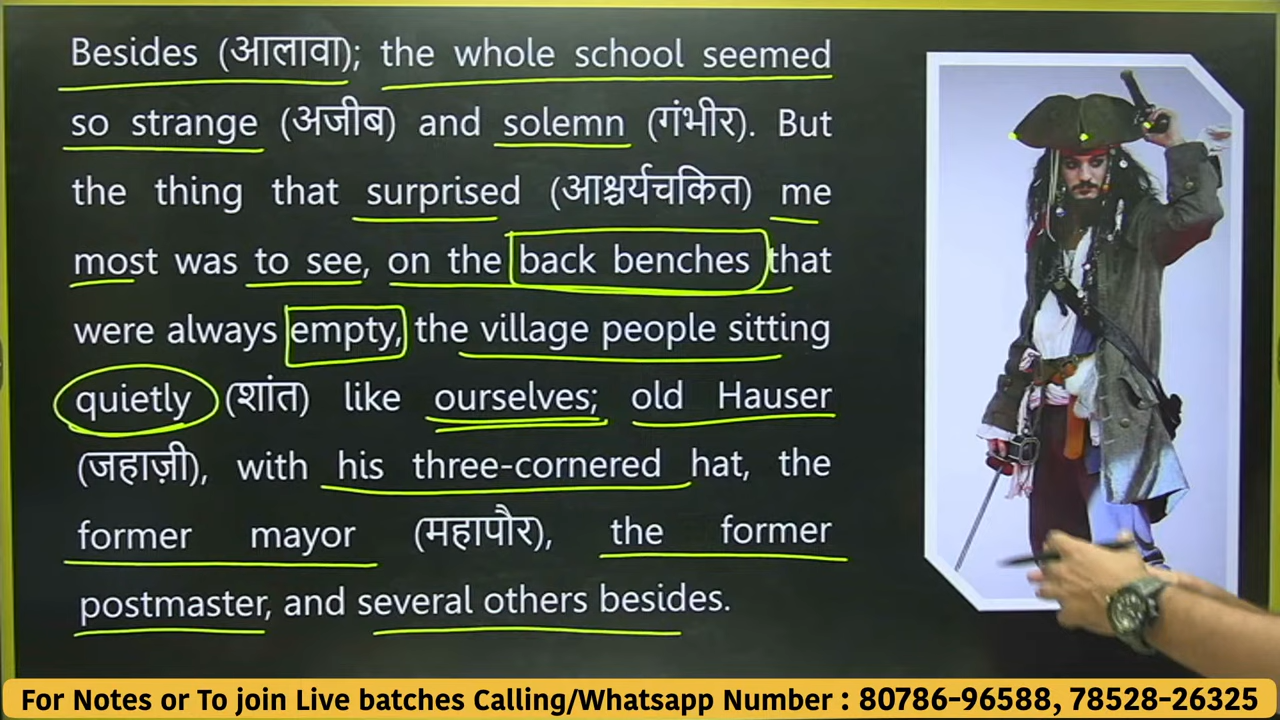 Besides (आलावा); the whole school seemed
so strange (अजीब) and solemn (गंभीर). But
the thing that surprised (आश्चर्यचकित) me
most was to see, on the back benches that
were always empty, the village people sitting
quietly (शांत) like ourselves; old Hauser
(जहाज़ी), with his three-cornered hat, the
former mayor (महापौर), the former
postmaster, and several others besides.
For Notes or To join Live batches Calling/Whatsapp Number : 80786-96588, 78528-26325